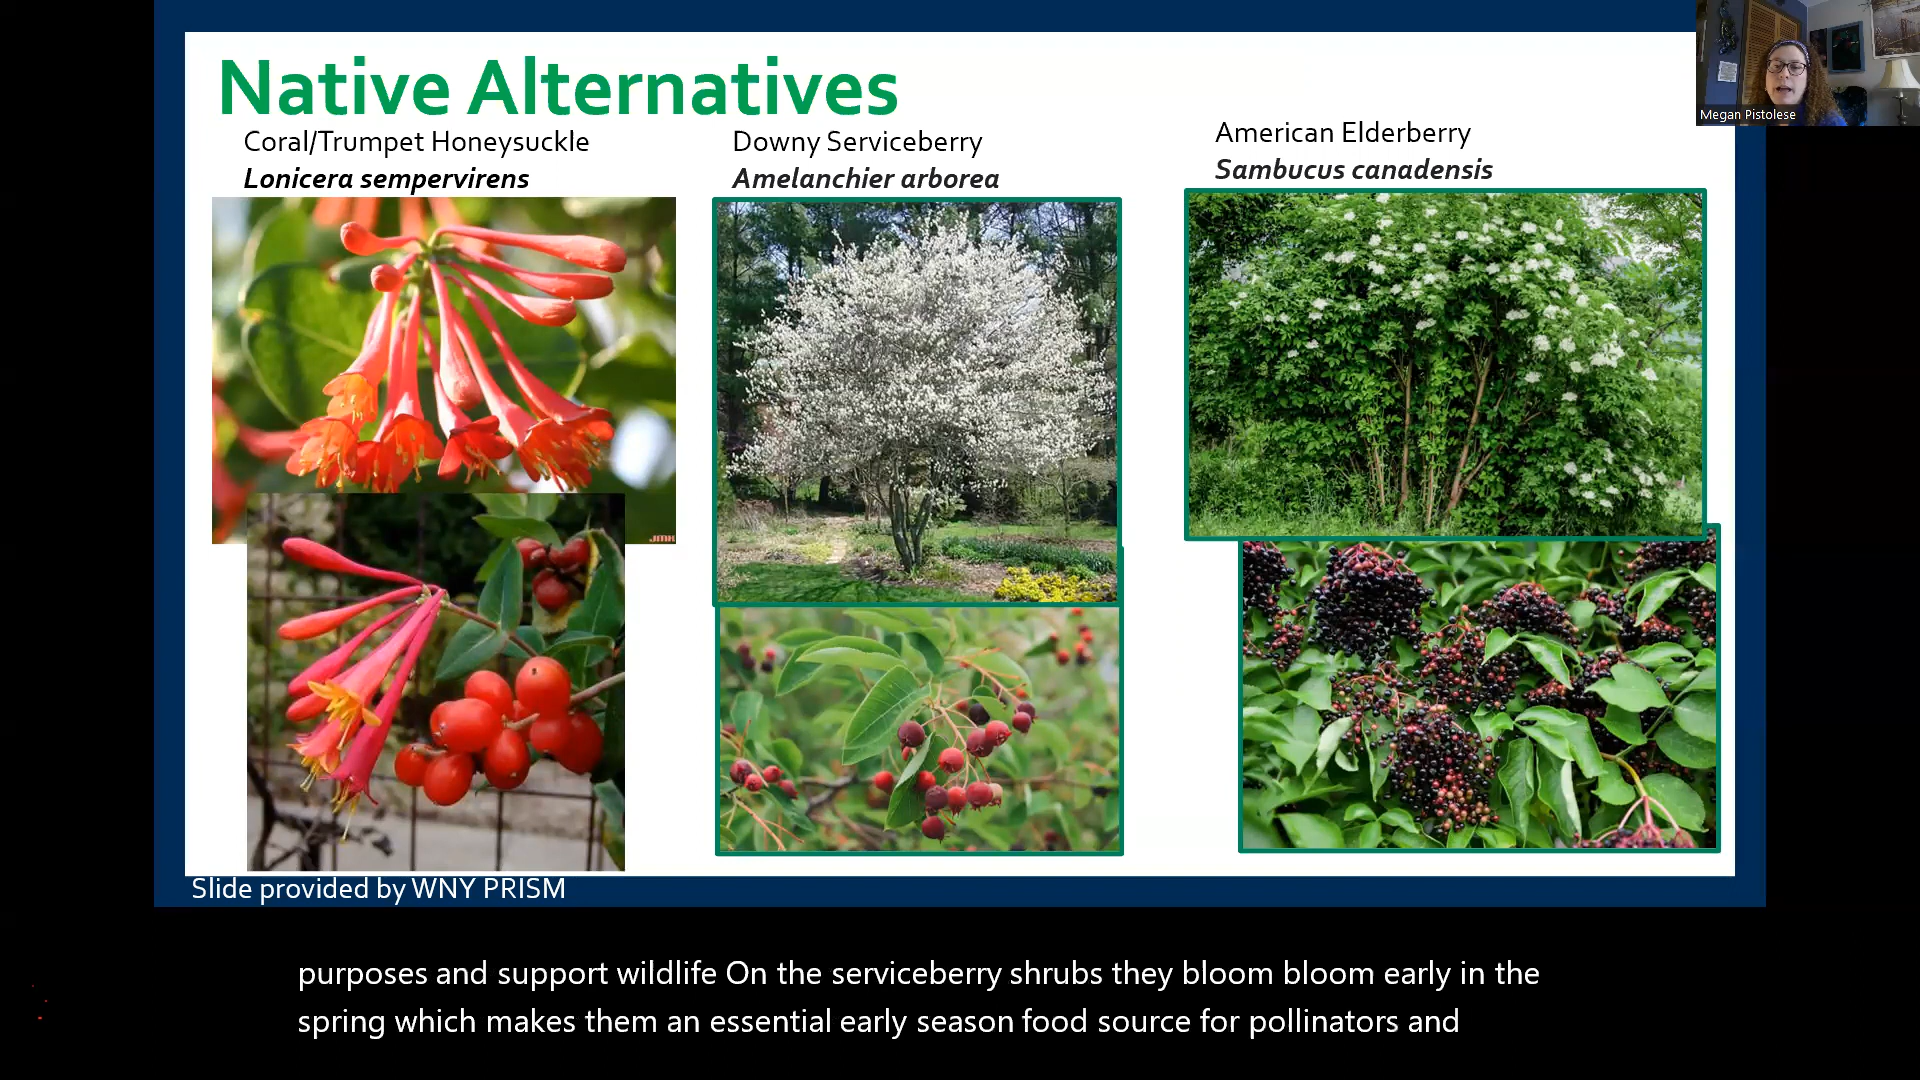 Native Alternatives
Coral/Trumpet Honeysuckle
Lonicera sempervirens
Downy Serviceberry
Amelanchier arborea
American Elderberry
Sambucus canadensis
Megan Pistolese
JMK
Slide provided by WNY PRISM
purposes and support wildlife On the serviceberry shrubs they bloom bloom early in the
spring which makes them an essential early season food source for pollinators and